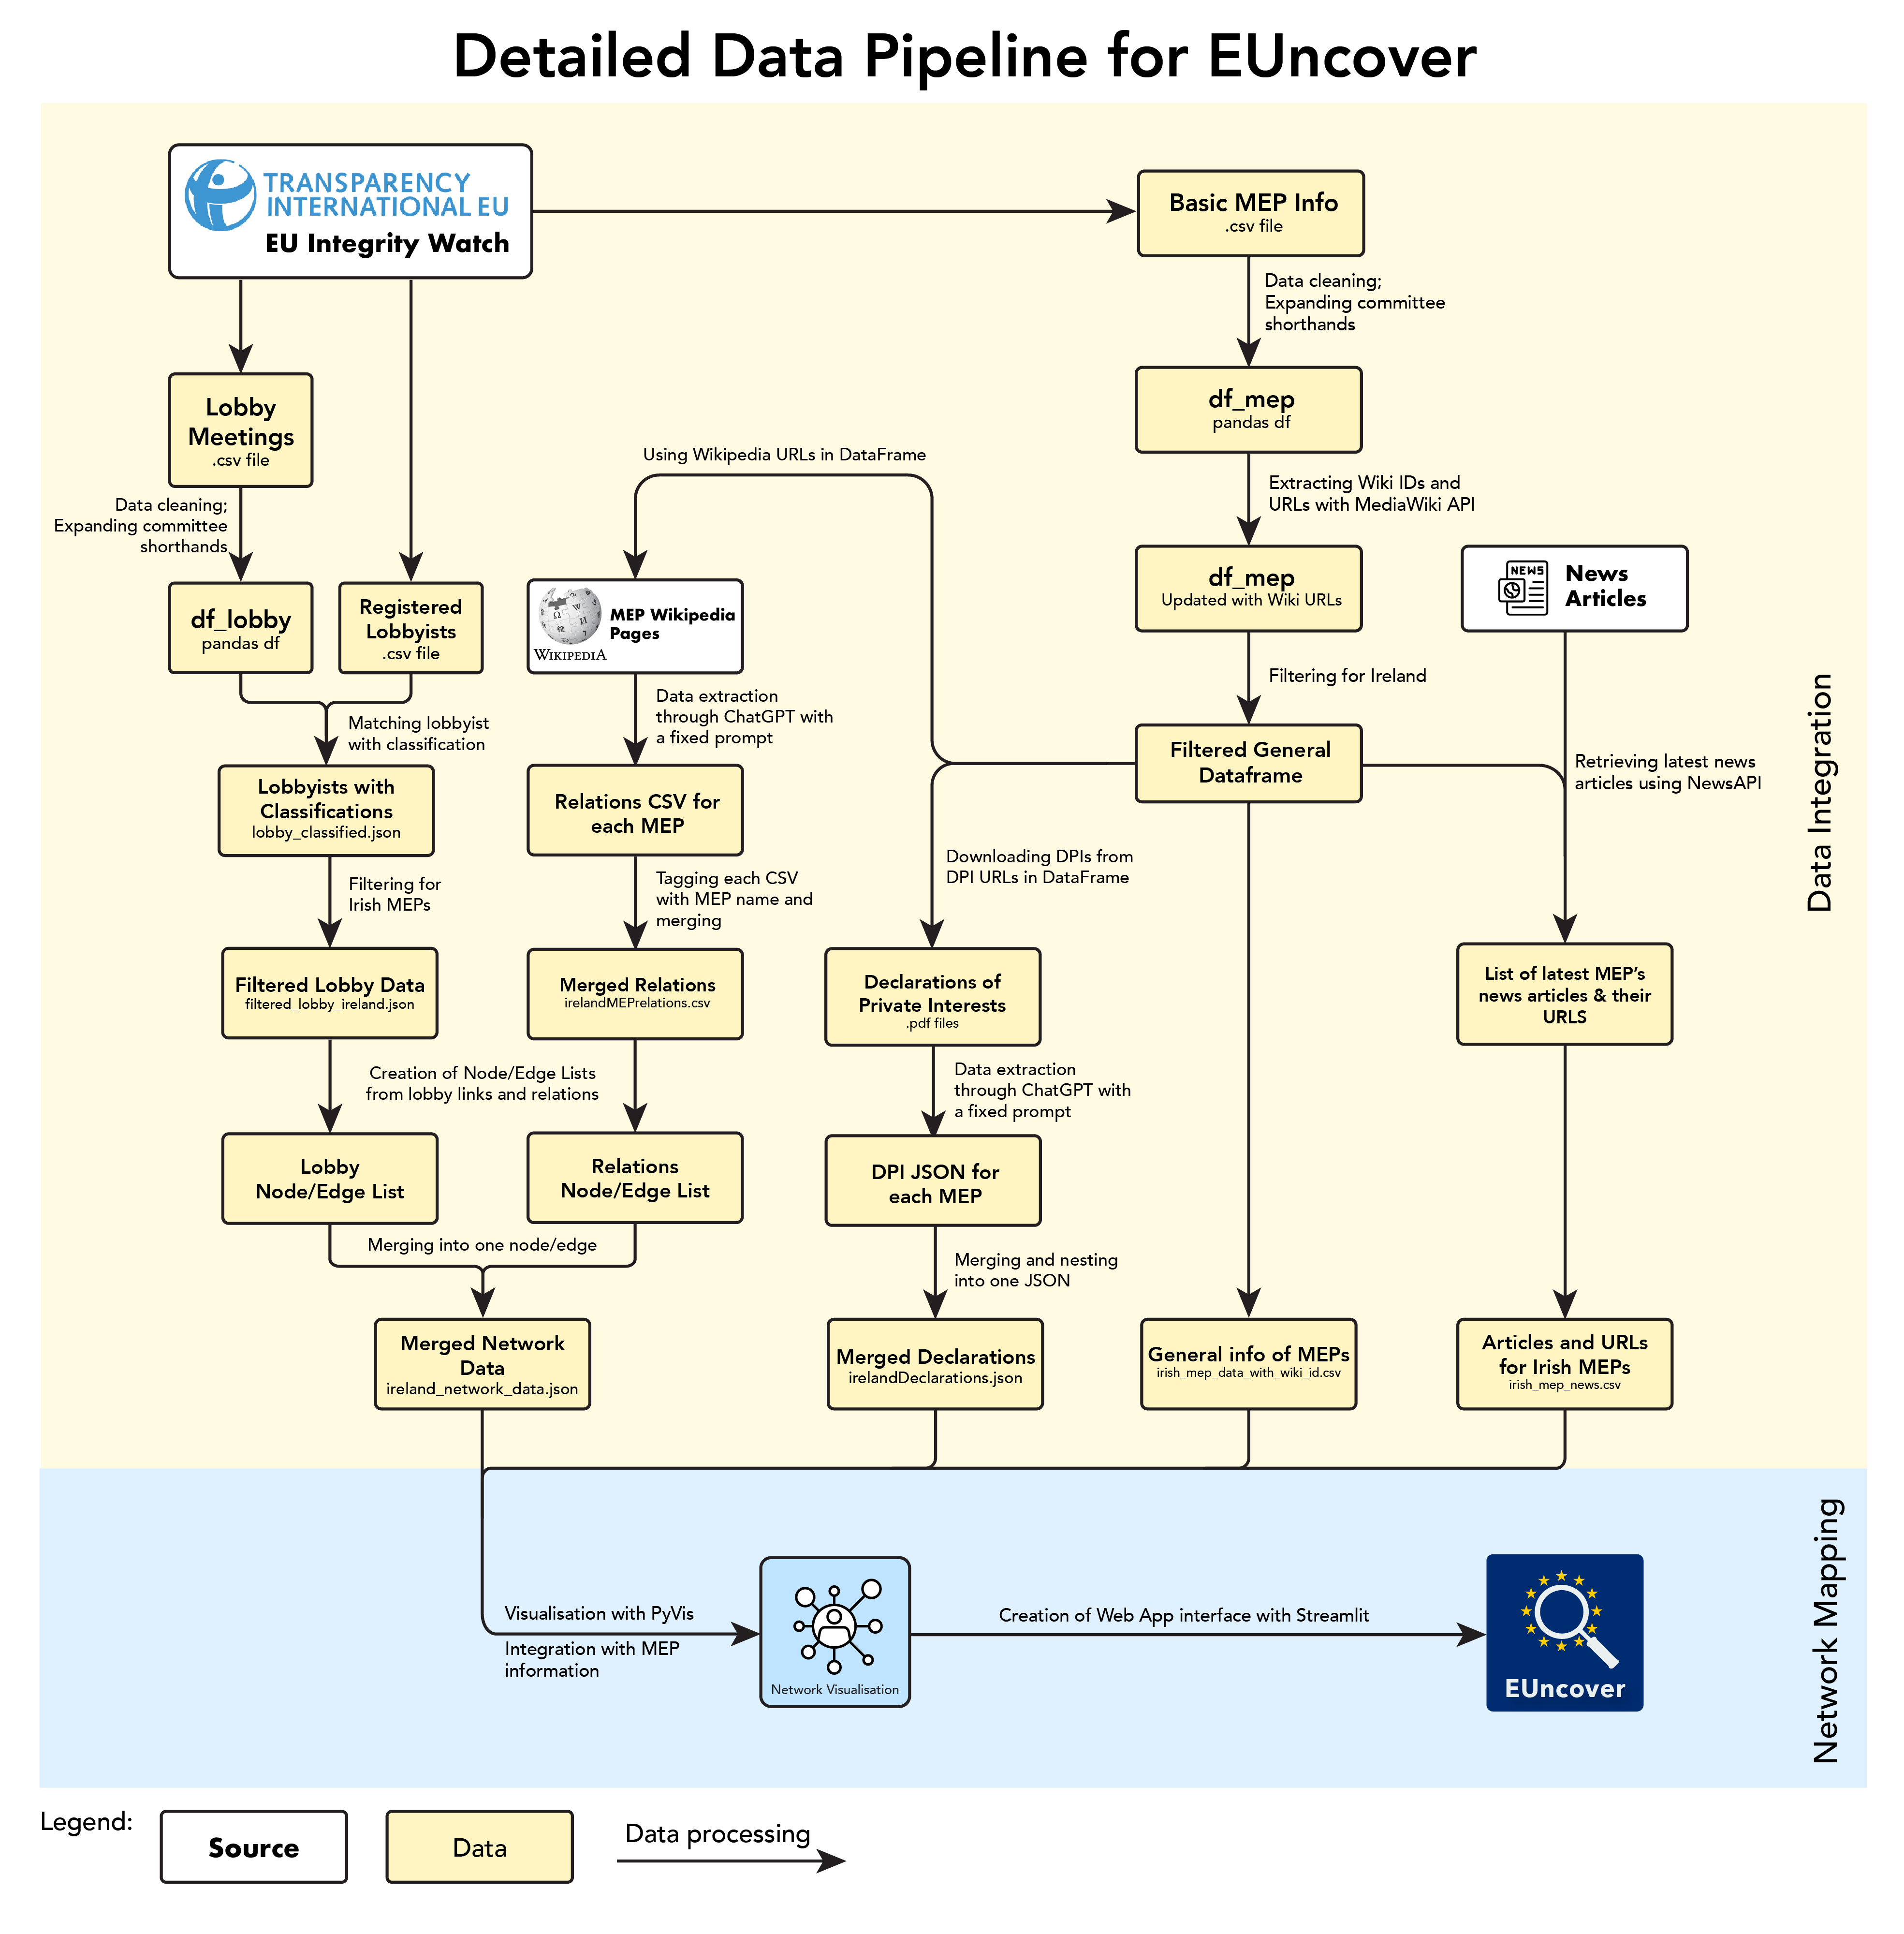 Detailed Data Pipeline for EUncover
TRANSPARENCY
INTERNATIONAL EU
EU Integrity Watch
Basic MEP Info
.csv file
Data cleaning;
Expanding committee
shorthands
Lobby
Meetings
.csv file
df_mep
pandas df
Using Wikipedia URLs in DataFrame
Extracting Wiki IDs and
URLs with MediaWiki API
Data cleaning;
Expanding committee
shorthands
df_lobby
pandas df
Registered
Lobbyists
.csv file
WIKIPEDIA
MEP Wikipedia
Pages
df_mep
Updated with Wiki URLs
NEWS
News
Articles
Filtering for Ireland
Matching lobbyist
with classification
Data extraction
through ChatGPT with
a fixed prompt
Filtered General
Dataframe
Retrieving latest news
articles using NewsAPI
Data Integration
Lobbyists with
Classifications
lobby_classified.json
Relations CSV for
each MEP
Filtering for
Irish MEPs
Tagging each CSV
with MEP name and
merging
Downloading DPIs from
DPI URLs in DataFrame
Filtered Lobby Data
filtered_lobby_ireland.json
Merged Relations
irelandMEPrelations.csv
Declarations of
Private Interests
.pdf files
List of latest MEP’s
news articles & their
URLS
Creation of Node/Edge Lists
from lobby links and relations
Data extraction
through ChatGPT with
a fixed prompt
Lobby
Node/Edge List
Relations
Node/Edge List
DPI JSON for
each MEP
Merging into one node/edge
Merging and nesting
into one JSON
Merged Network
Data
ireland_network_data.json
Merged Declarations
irelandDeclarations.json
General info of MEPs
irish_mep_data_with_wiki_id.csv
Articles and URLs
for Irish MEPs
irish_mep_news.csv
Network Mapping
Visualisation with PyVis
Integration with MEP
information
Network Visualisation
Creation of Web App interface with Streamlit
EUncover
Legend:
Source
Data
Data processing